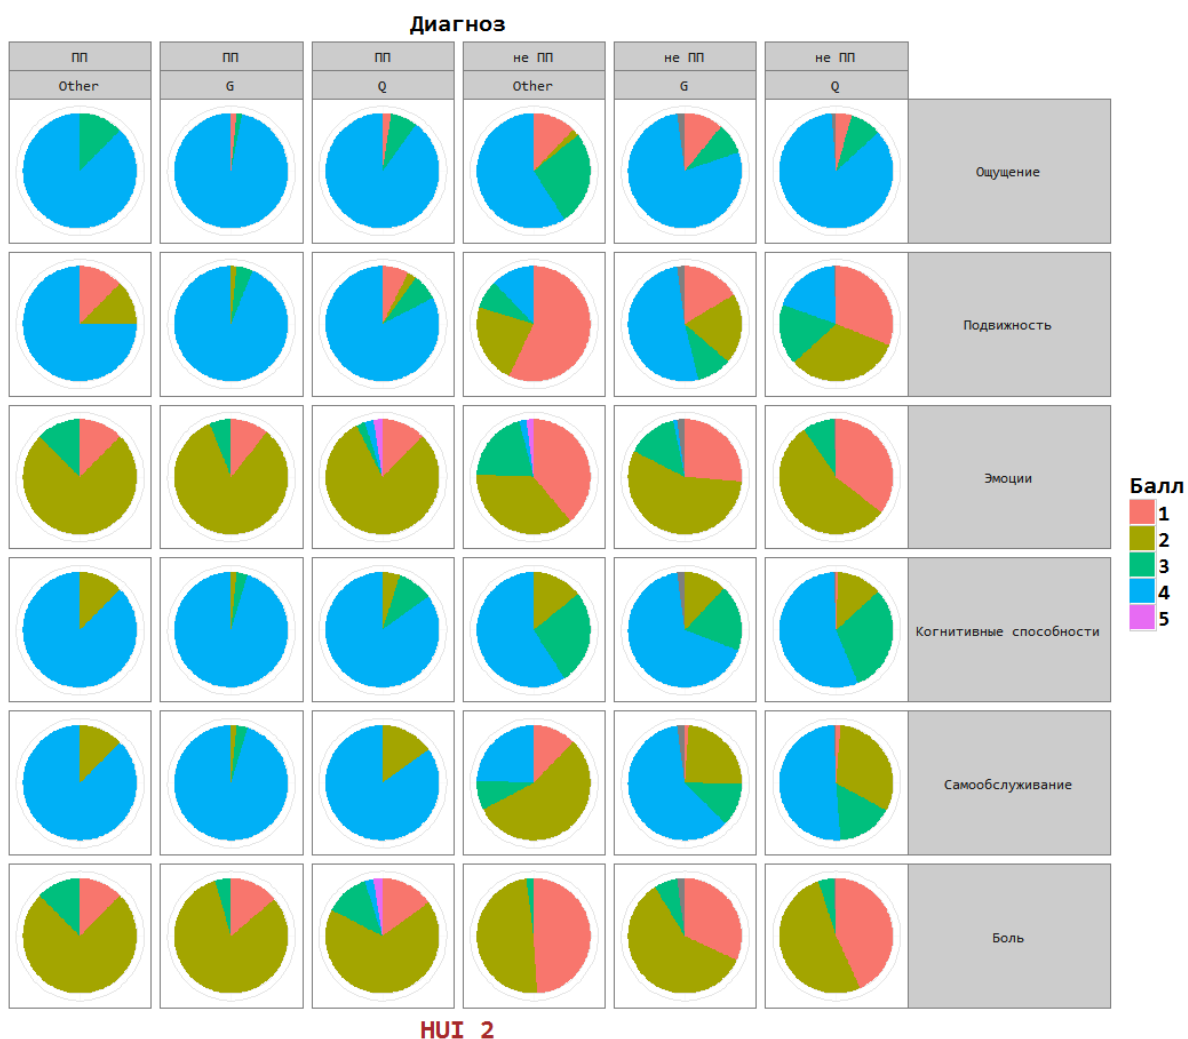 Диагноз
ПП ПП ПП не ПП не ПП не ПП
Other G Q Other G Q
Ощущение
Подвижность
Эмоции
Балл
1
2
3
4
5
Когнитивные способности
Самообслуживание
Боль
HUI 2